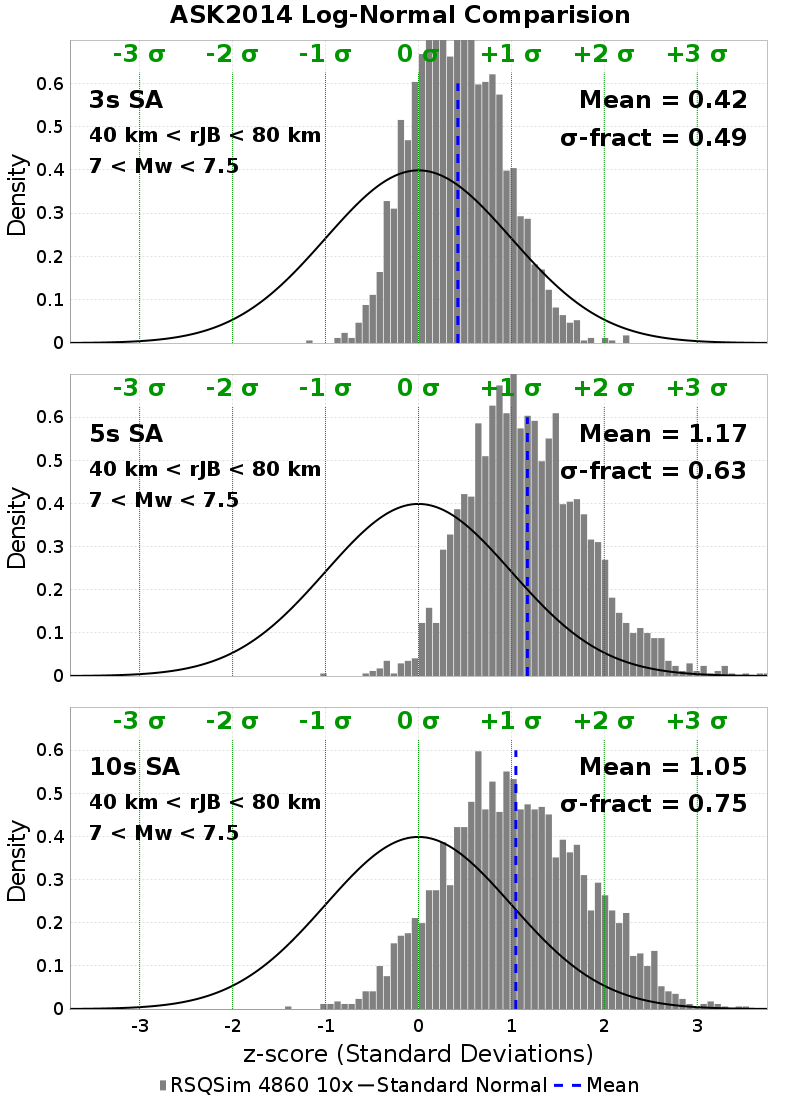 ASK2014 Log-Normal Comparision
-3 σ -2 σ -1 σ 0 σ +1 σ +2 σ +3 σ
3s SA
40 km < rJB < 80 km
7 < Mw < 7.5
Mean = 0.42
σ-fract = 0.49
0.6
0.5
0.4
0.3
0.2
0.1
0
Density
-3 σ -2 σ -1 σ 0 σ +1 σ +2 σ +3 σ
5s SA
40 km < rJB < 80 km
7 < Mw < 7.5
Mean = 1.17
σ-fract = 0.63
0.6
0.5
0.4
0.3
0.2
0.1
0
Density
-3 σ -2 σ -1 σ 0 σ +1 σ +2 σ +3 σ
10s SA
40 km < rJB < 80 km
7 < Mw < 7.5
Mean = 1.05
σ-fract = 0.75
0.6
0.5
0.4
0.3
0.2
0.1
0
Density
-3 -2 -1 0 1 2 3
z-score (Standard Deviations)
RSQSim 4860 10x Standard Normal Mean